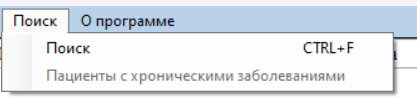 Поиск О программе
Поиск CTRL+F
Пациенты с хроническими заболеваниями